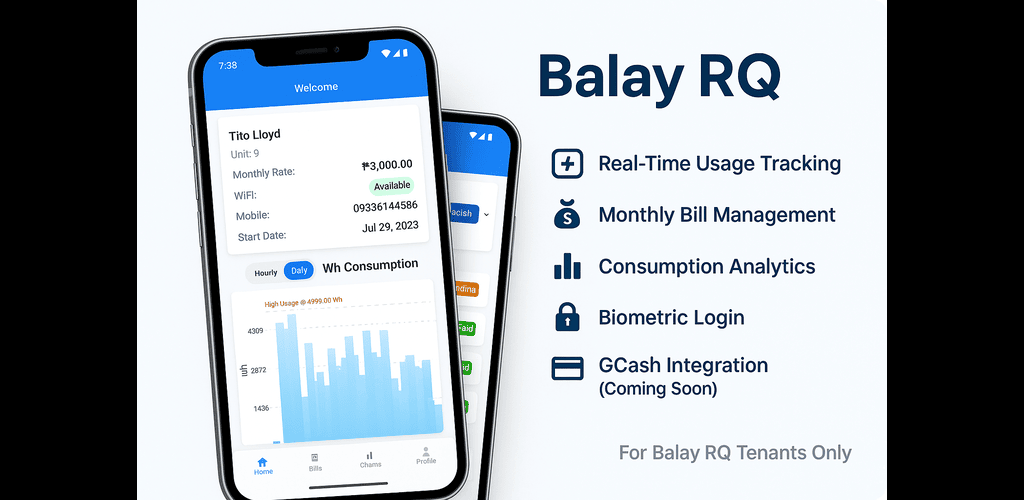 7:38
Welcome
Tito Lloyd
Unit: 9
Monthly Rate: ₱3,000.00
WiFI: Available
Mobile: 09336144586
Start Date: Jul 29, 2023
Hourly Daly Wh Consumption
High Usage @ 4999.00 Wh
4309
2872
1436
Home
Bills
Chams
Profile
acish
ndina
Faid
id
Balay RQ
Real-Time Usage Tracking
$ Monthly Bill Management
Consumption Analytics
Biometric Login
GCash Integration
(Coming Soon)
For Balay RQ Tenants Only